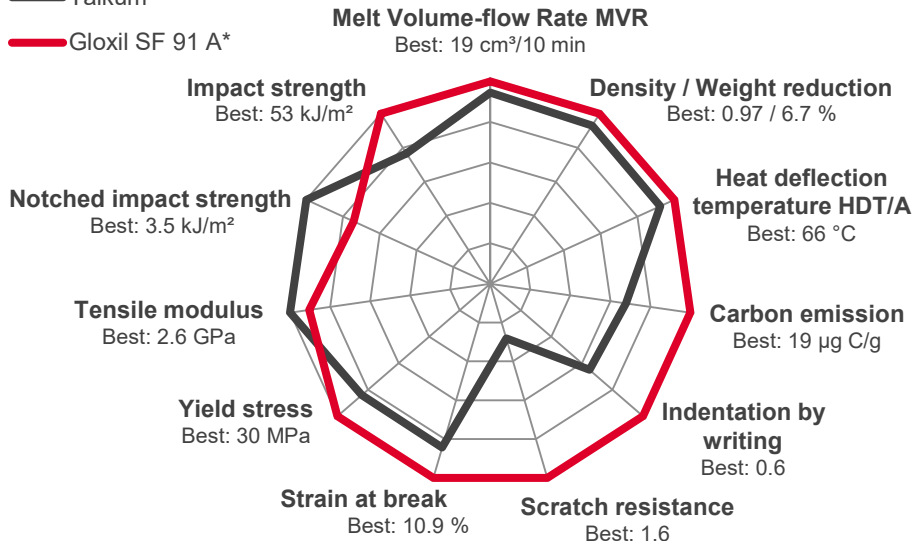 Talkum
Gloxil SF 91 A*
Melt Volume-flow Rate MVR
Best: 19 cm³/10 min
Density / Weight reduction
Best: 0.97 / 6.7 %
Heat deflection
temperature HDT/A
Best: 66 °C
Carbon emission
Best: 19 µg C/g
Indentation by
writing
Best: 0.6
Scratch resistance
Best: 1.6
Strain at break
Best: 10.9 %
Yield stress
Best: 30 MPa
Tensile modulus
Best: 2.6 GPa
Notched impact strength
Best: 3.5 kJ/m²
Impact strength
Best: 53 kJ/m²